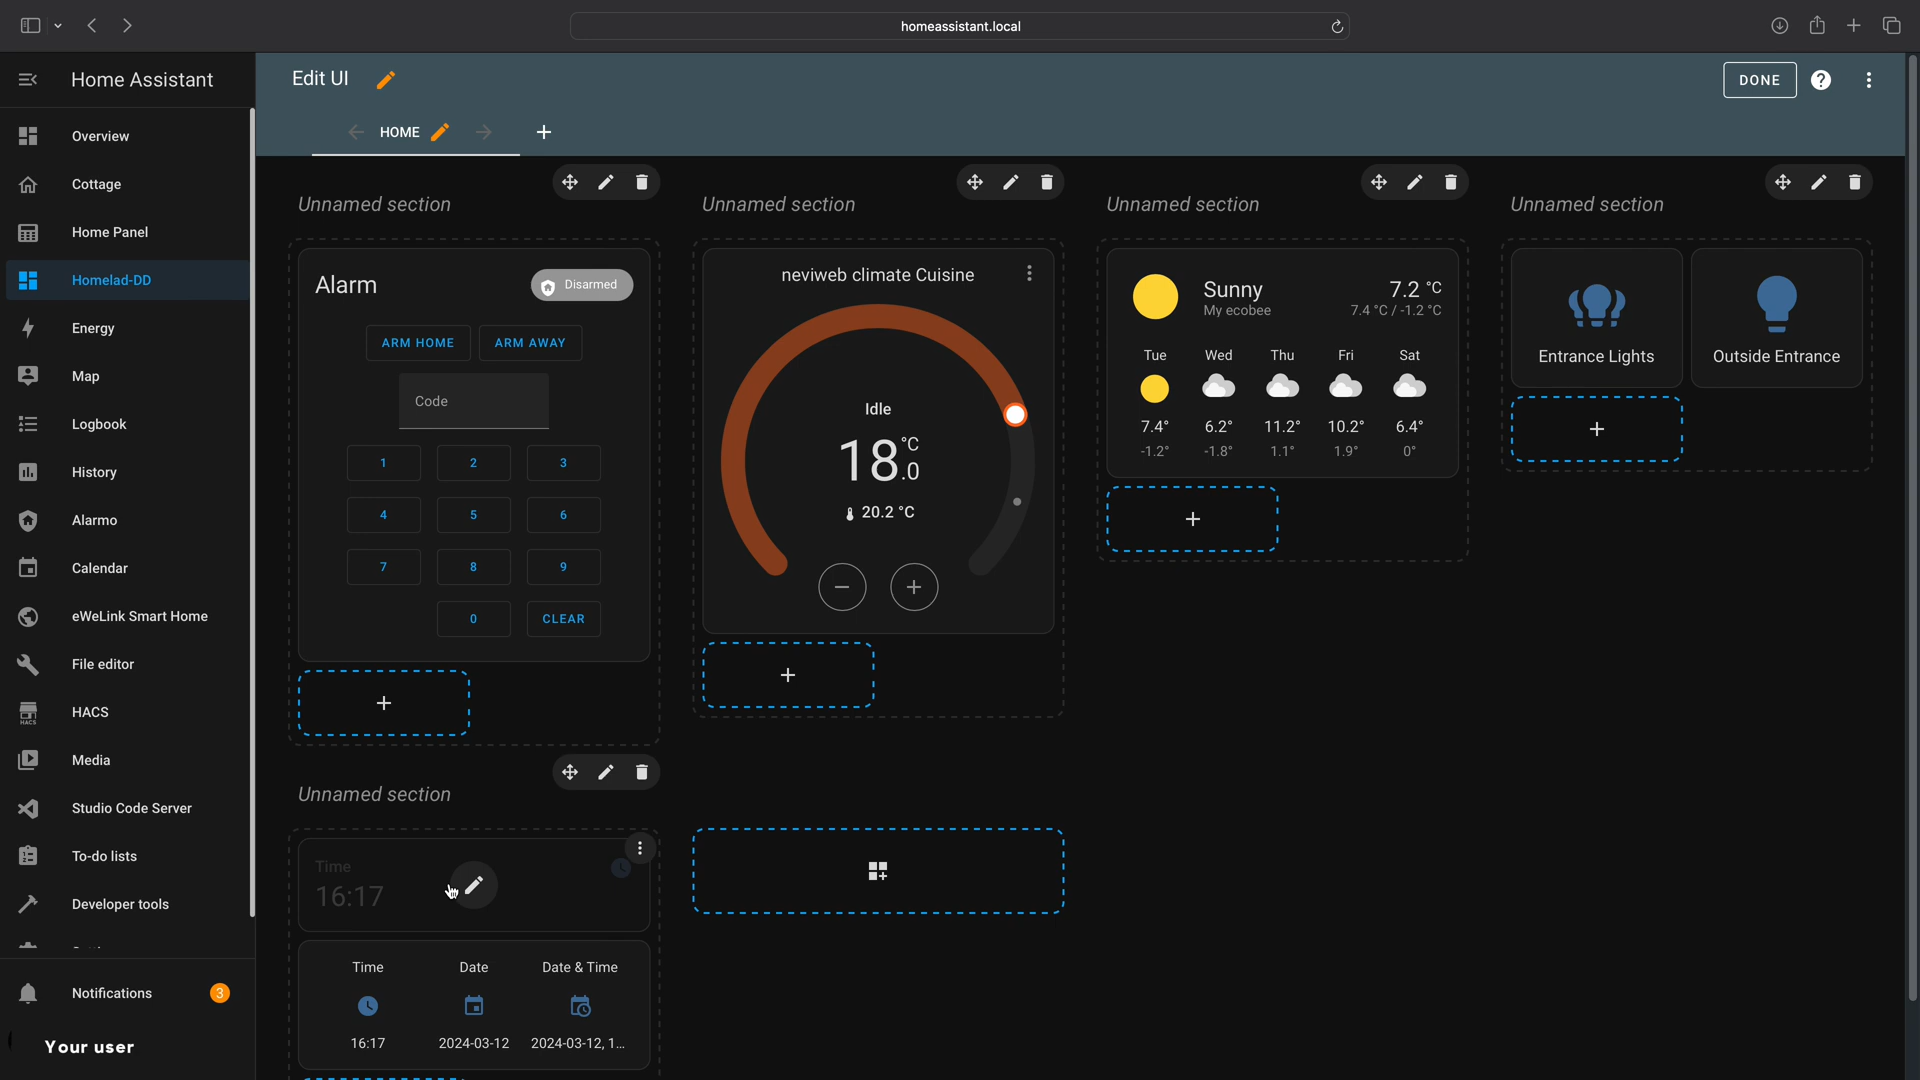 homeassistant.local
Home Assistant
Edit UI
DONE
HOME
Overview
Cottage
Home Panel
Homelad-DD
Energy
Map
Logbook
History
Alarmo
Calendar
eWeLink Smart Home
File editor
HACS
HACS
Media
Studio Code Server
To-do lists
Developer tools
Notifications
3
Your user
Unnamed section
Alarm
Disarmed
ARM HOME
ARM AWAY
Code
1
2
3
4
5
6
7
8
9
0
CLEAR
Unnamed section
neviweb climate Cuisine
Idle
18.0 °C
20.2 °C
Unnamed section
Sunny
7.2 °C
My ecobee
7.4 °C / -1.2 °C
Tue Wed Thu Fri Sat
7.4° 6.2° 11.2° 10.2° 6.4°
-1.2° -1.8° 1.1° 1.9° 0°
Unnamed section
Entrance Lights
Outside Entrance
Unnamed section
Time
16:17
Time Date Date & Time
16:17 2024-03-12 2024-03-12, 1...